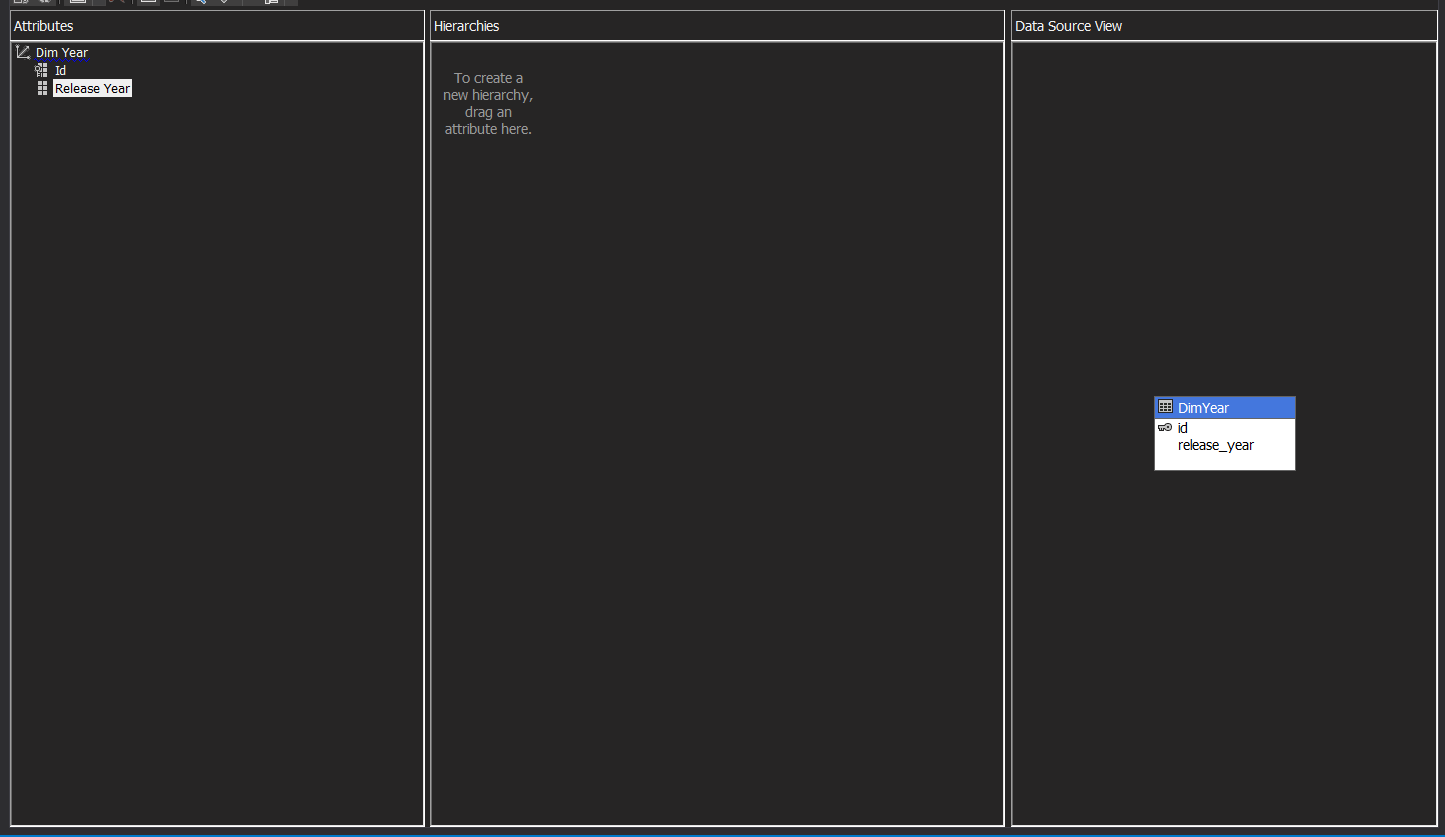 Attributes
Dim Year
Id
Release Year
Hierarchies
To create a
new hierarchy,
drag an
attribute here.
Data Source View
DimYear
id
release_year